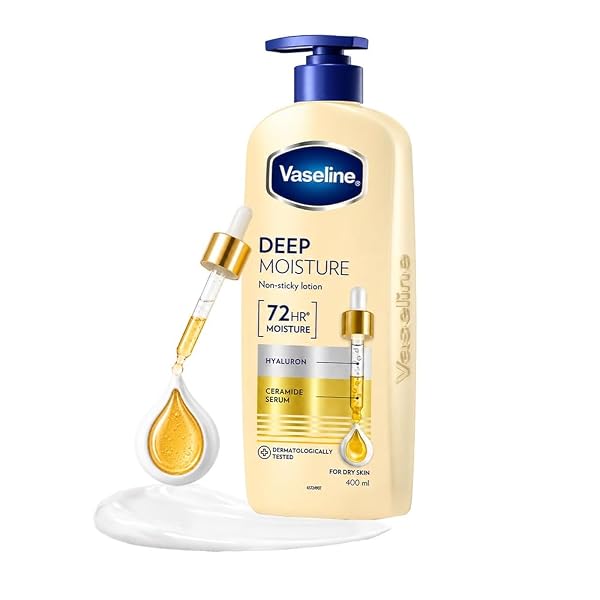 Vaseline®
DEEP
MOISTURE
Non-sticky lotion
72HR®
MOISTURE
HYALURON
CERAMIDE
SERUM
DERMATOLOGICALLY
TESTED
FOR DRY SKIN
400 ml
Vaseline